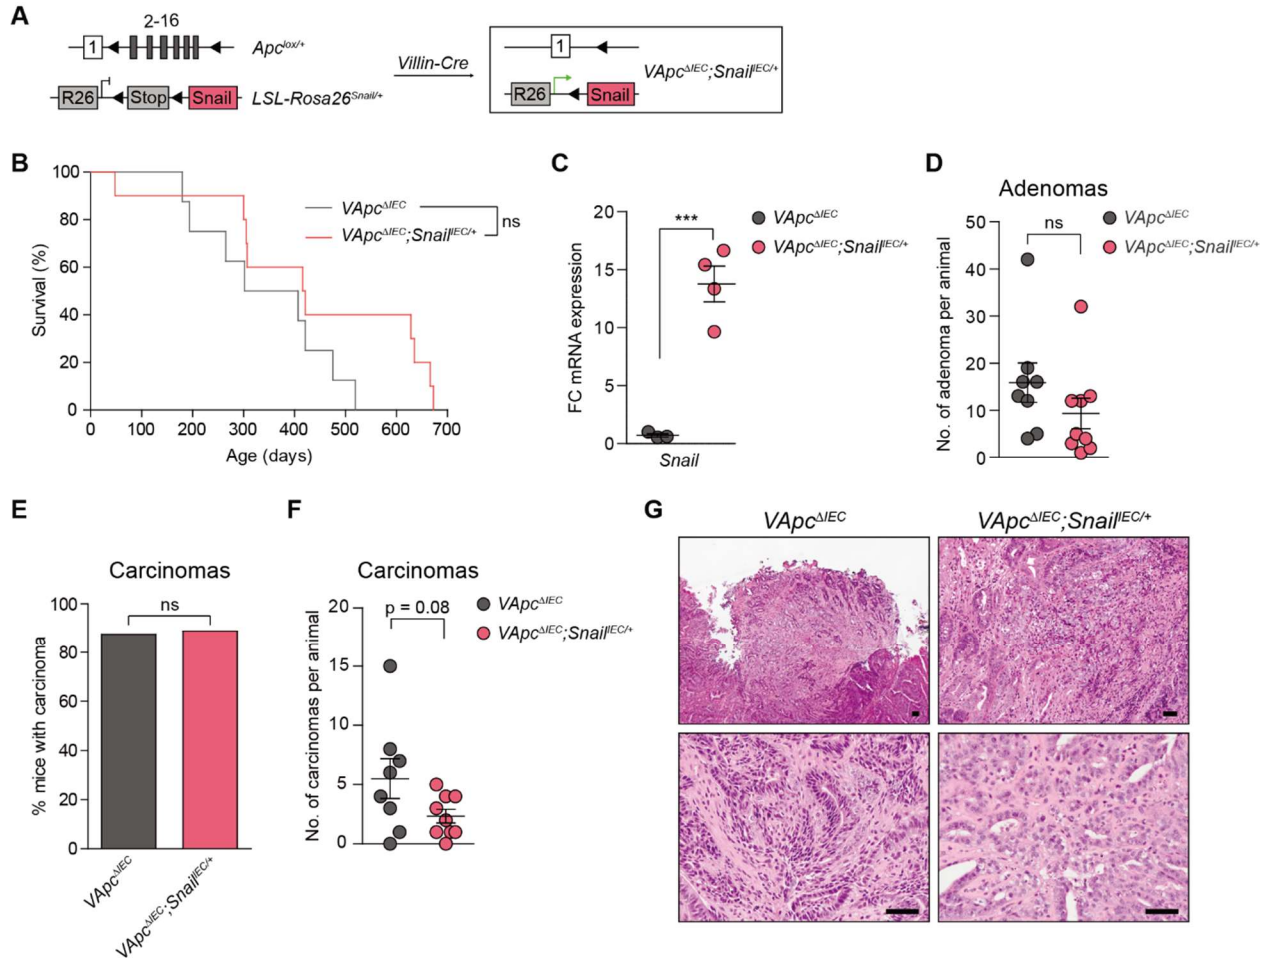 A
2-16
1
Apc^lox/+
R26
Stop
Snail
LSL-Rosa26^Snail/+
Villin-Cre
1
R26
Snail
VApc^ΔIEC;Snail^IEC/+
B
Survival (%)
100
80
60
40
20
0
0 100 200 300 400 500 600 700
Age (days)
VApc^ΔIEC
VApc^ΔIEC;Snail^IEC/+
ns
C
FC mRNA expression
20
15
10
5
0
***
Snail
VApc^ΔIEC
VApc^ΔIEC;Snail^IEC/+
D
Adenomas
No. of adenoma per animal
50
40
30
20
10
0
ns
VApc^ΔIEC
VApc^ΔIEC;Snail^IEC/+
E
Carcinomas
% mice with carcinoma
100
80
60
40
20
0
ns
VApc^ΔIEC
VApc^ΔIEC;Snail^IEC/+
F
Carcinomas
No. of carcinomas per animal
20
15
10
5
0
p = 0.08
VApc^ΔIEC
VApc^ΔIEC;Snail^IEC/+
G
VApc^ΔIEC
VApc^ΔIEC;Snail^IEC/+